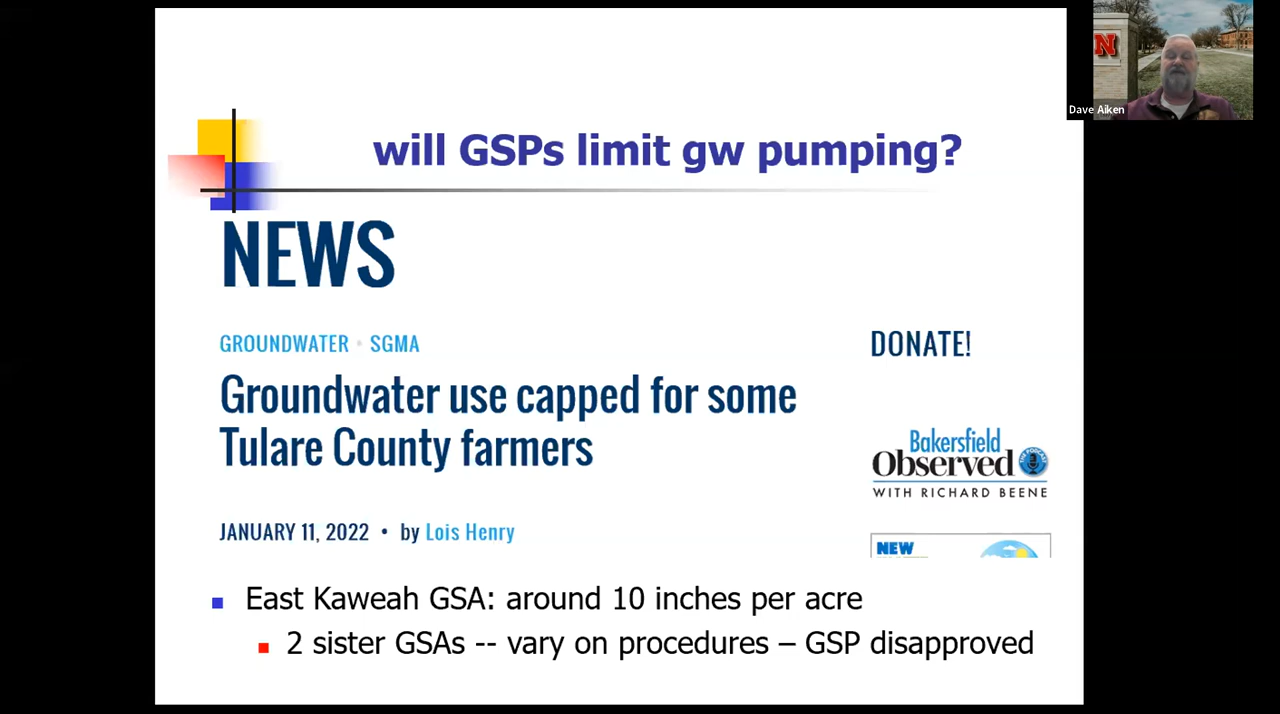 will GSPs limit gw pumping?
NEWS
GROUNDWATER • SGMA
DONATE!
Groundwater use capped for some
Tulare County farmers
Bakersfield
Observed
THE PODCAST
WITH RICHARD BEENE
JANUARY 11, 2022 • by Lois Henry
NEW
East Kaweah GSA: around 10 inches per acre
2 sister GSAs -- vary on procedures – GSP disapproved
N
Dave Aiken